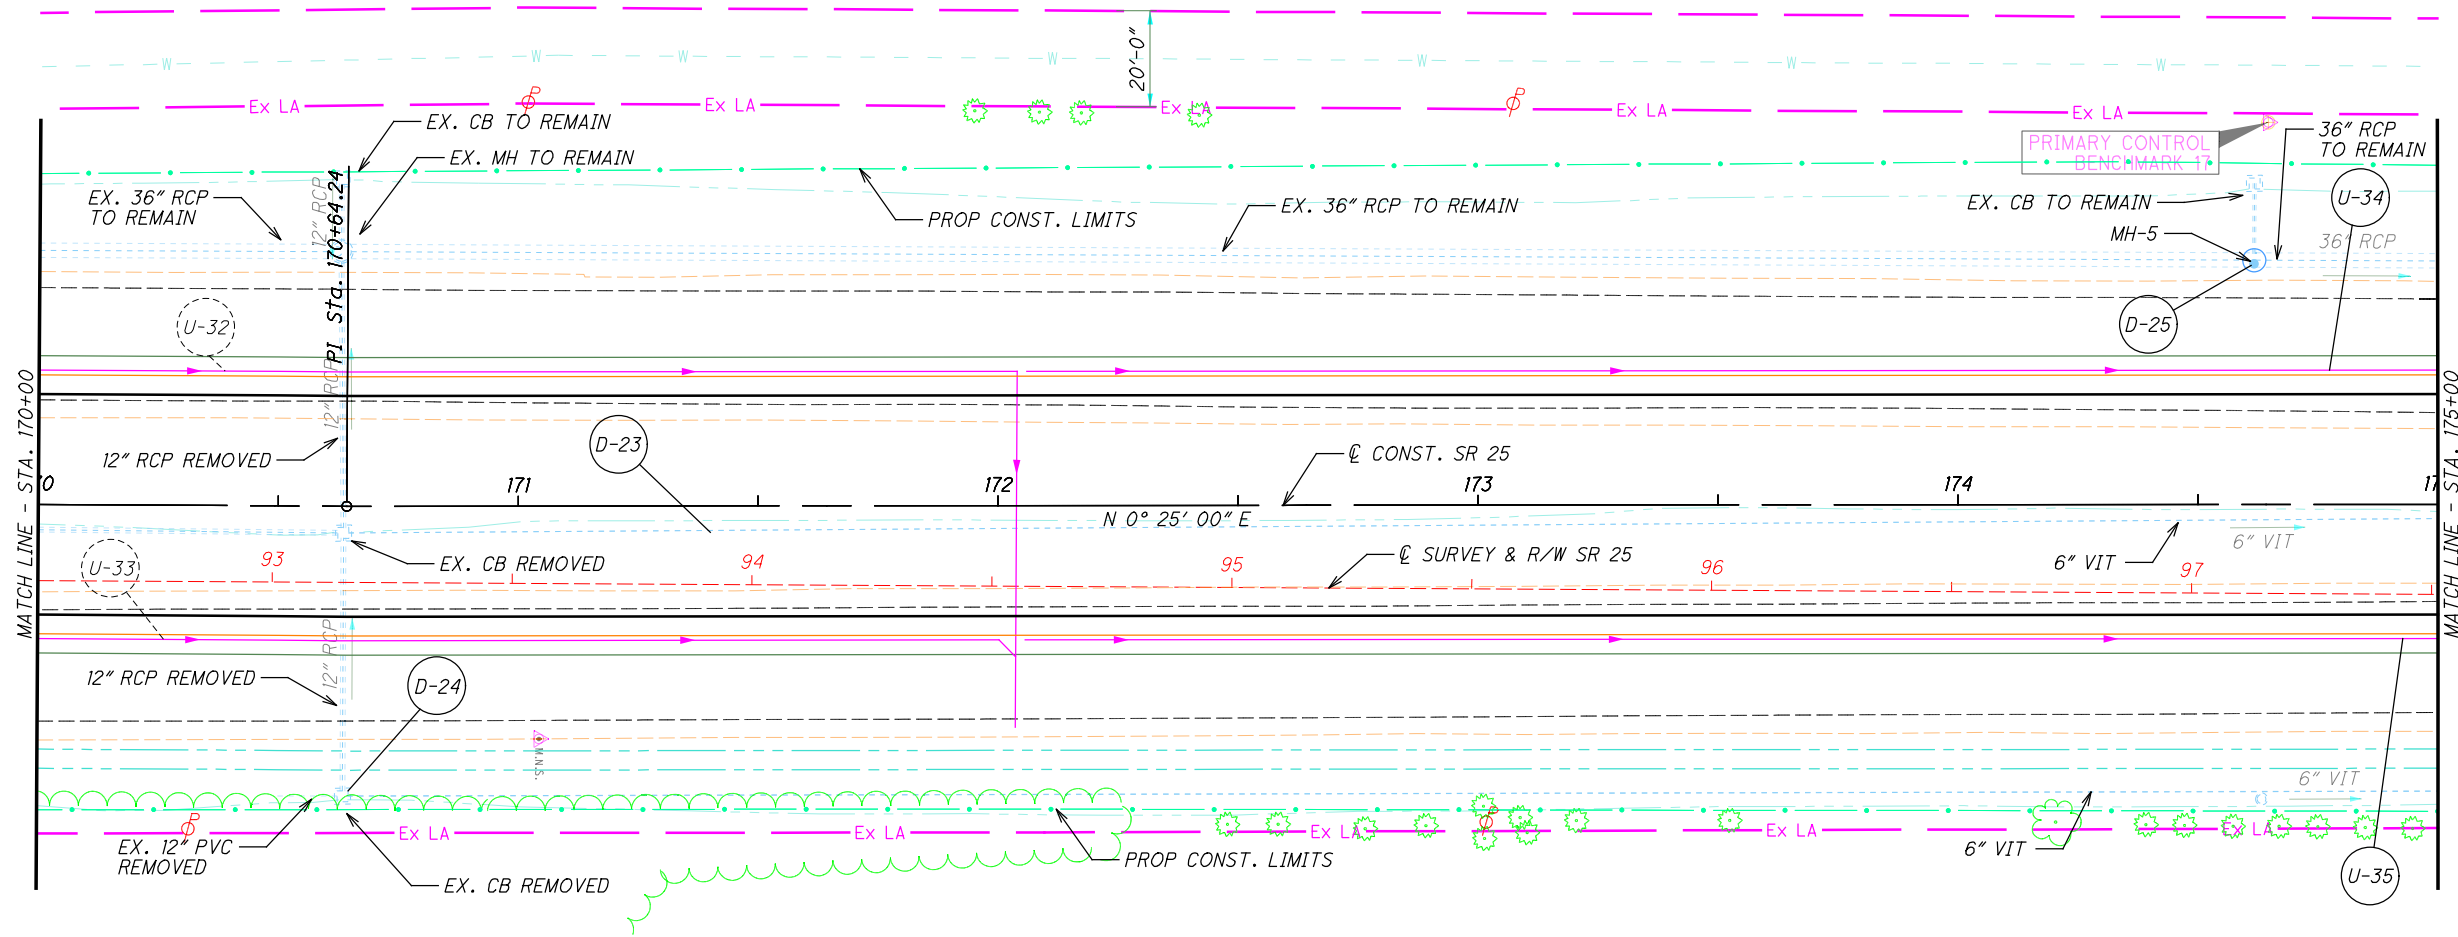 W W W W W W W
20'-0"
Ex LA P Ex LA Ex LA P Ex LA Ex LA
EX. CB TO REMAIN
EX. MH TO REMAIN
PRIMARY CONTROL
BENCHMARK 17
36" RCP
TO REMAIN
EX. 36" RCP
TO REMAIN
12" RCP
PI Sta. 170+64.24
PROP CONST. LIMITS
EX. 36" RCP TO REMAIN
EX. CB TO REMAIN
U-34
MH-5
36" RCP
U-32
D-25
12" RCP
MATCH LINE - STA. 170+00
MATCH LINE - STA. 175+00
12" RCP REMOVED
D-23
℄ CONST. SR 25
171 172 173 174
N 0° 25' 00" E
6" VIT
6" VIT
EX. CB REMOVED
℄ SURVEY & R/W SR 25
U-33
93 94 95 96 97
12" RCP
12" RCP REMOVED
D-24
M.N.S.
6" VIT
P P
Ex LA Ex LA Ex LA Ex LA Ex LA
EX. 12" PVC
REMOVED
EX. CB REMOVED
PROP CONST. LIMITS
6" VIT
U-35